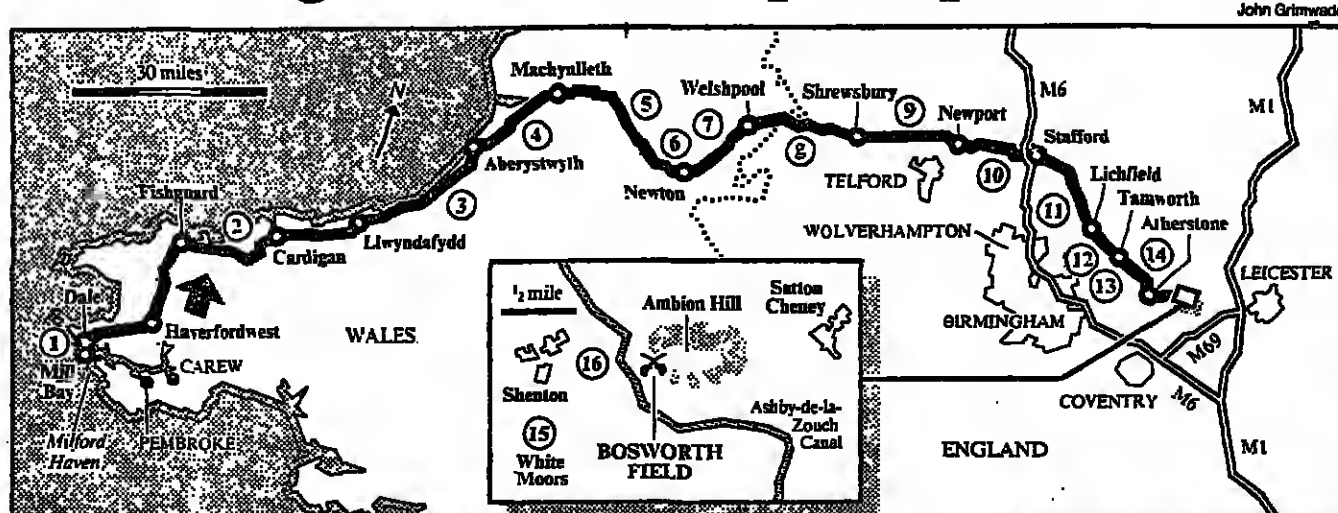 John Grimwade
30 miles
N
Machynlleth
Welshpool
Shrewsbury
Newport
Stafford
M6
M1
5
7
9
4
6
8
10
Aberystwyth
Newton
TELFORD
Lichfield
Tamworth
Atherstone
Fishguard
2
3
11
Cardigan
Llwyndafydd
WOLVERHAMPTON
12
14
13
LEICESTER
Dale
½ mile
Ambion Hill
Sutton
Cheney
1
Haverfordwest
WALES
BIRMINGHAM
M69
Mill
Bay
CAREW
16
Shenton
COVENTRY
M6
Milford
Haven
PEMBROKE
15
White
Moors
BOSWORTH
FIELD
Ashby-de-la-
Zouch
Canal
ENGLAND
M1